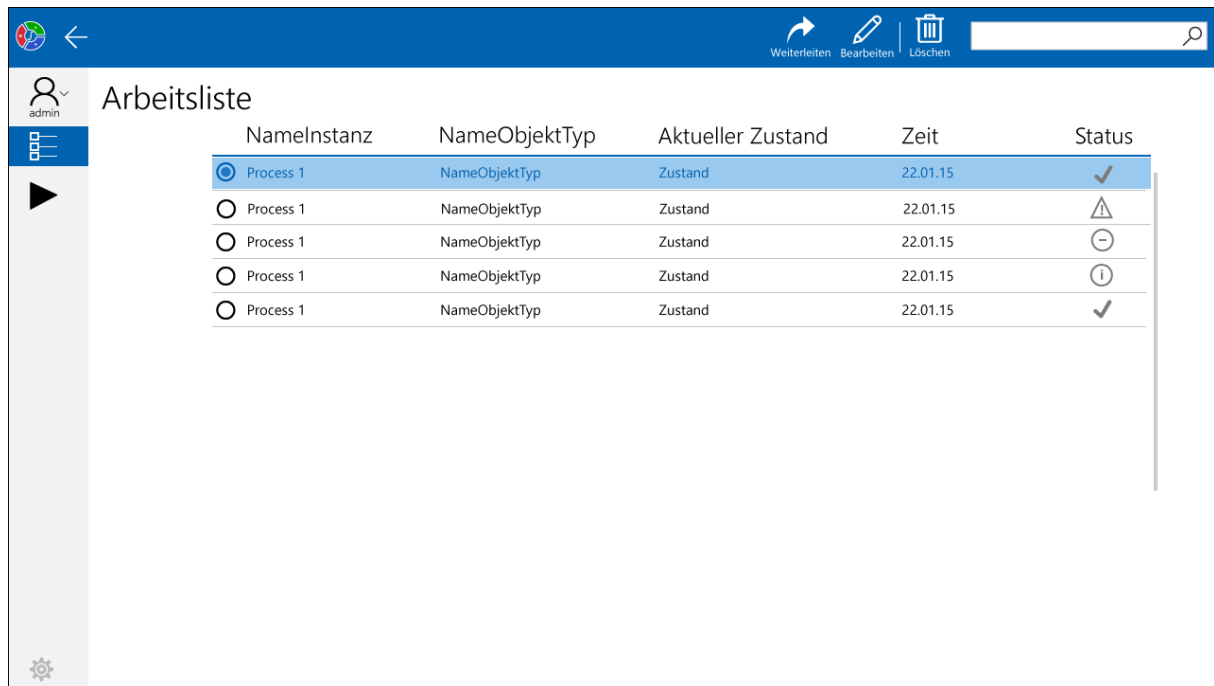 Weiterleiten Bearbeiten Löschen
admin
Arbeitsliste
NameInstanz NameObjektTyp Aktueller Zustand Zeit Status
Process 1 NameObjektTyp Zustand 22.01.15
Process 1 NameObjektTyp Zustand 22.01.15
Process 1 NameObjektTyp Zustand 22.01.15
Process 1 NameObjektTyp Zustand 22.01.15
Process 1 NameObjektTyp Zustand 22.01.15